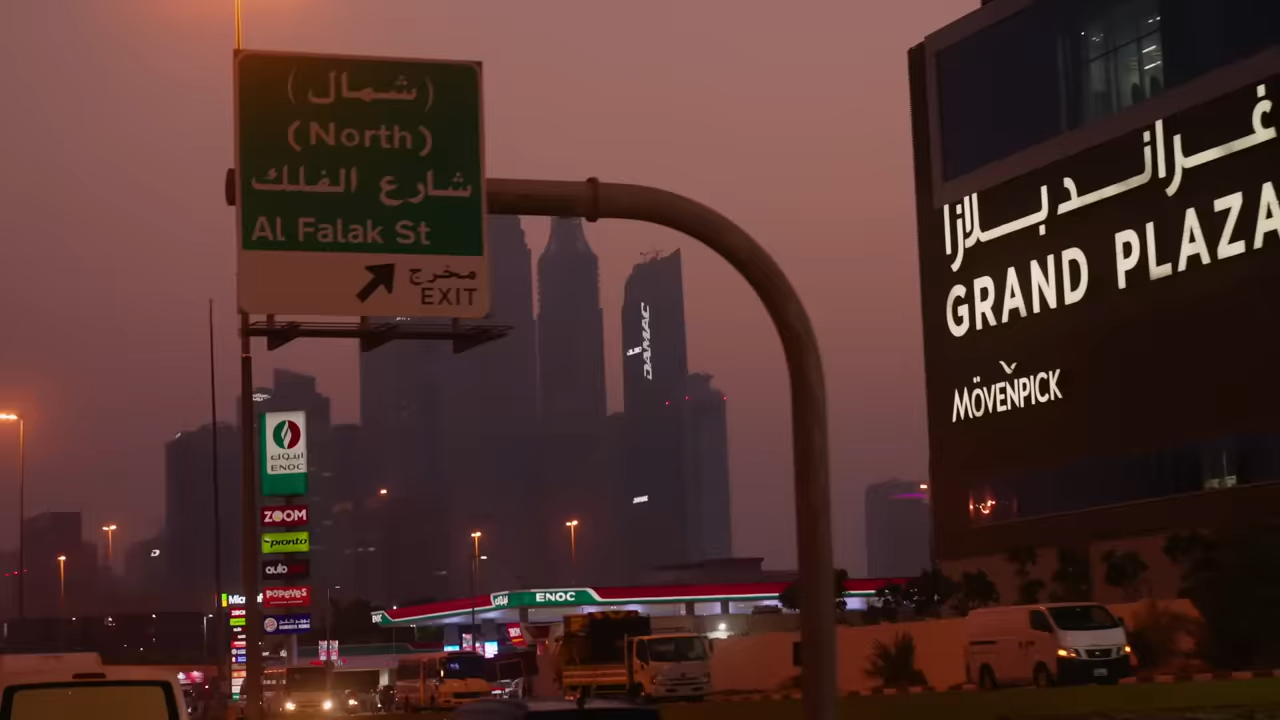 (شمال)
(North)
شارع الفلك
Al Falak St
مخرج
EXIT
DAMAC
اينوك
ENOC
ZOOM
pronto
auto
POPEYES
ENOC
غراند بلازا
GRAND PLAZA
MÖVENPICK